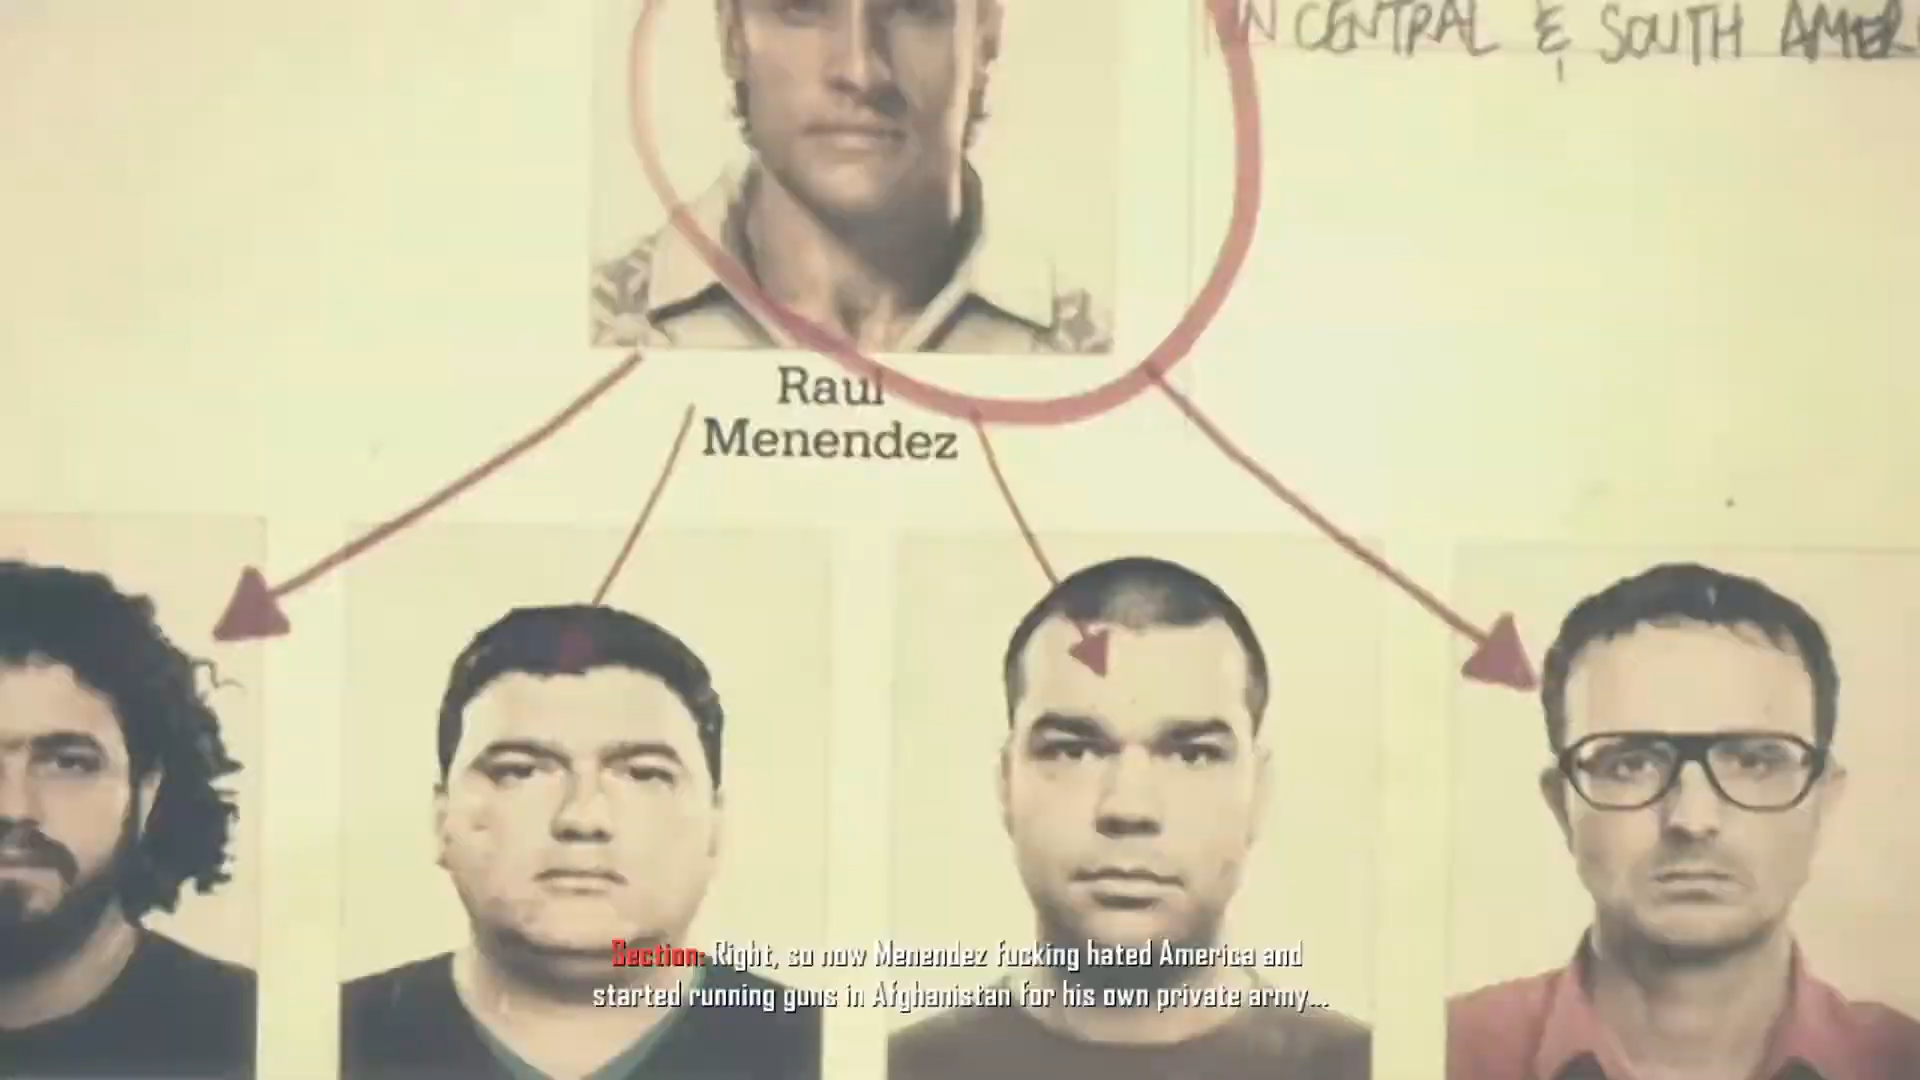 IN CENTRAL & SOUTH AMER
Raul
Menendez
Section: Right, so now Menendez fucking hated America and
started running guns in Afghanistan for his own private army...